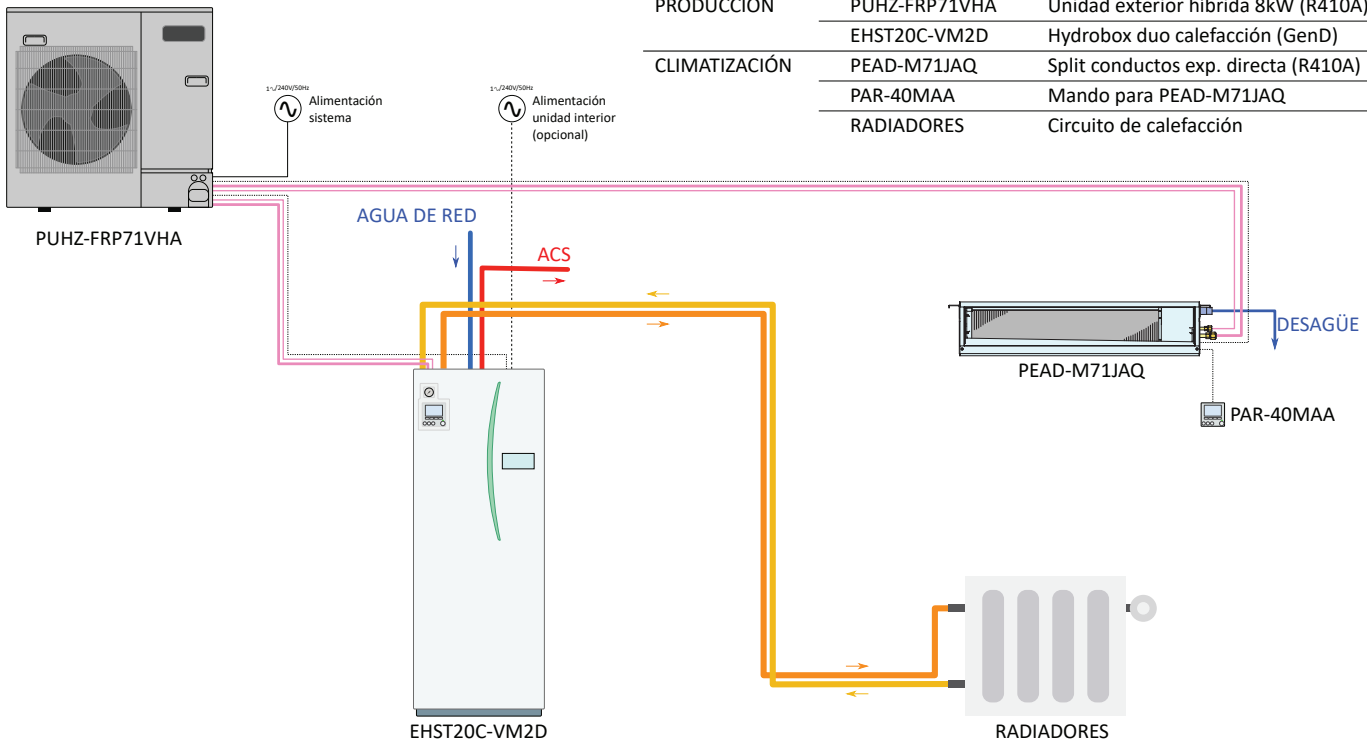 PRODUCCIÓN PUHZ-FRP71VHA Unidad exterior híbrida 8kW (R410A)
EHST20C-VM2D Hydrobox duo calefacción (GenD)
CLIMATIZACIÓN PEAD-M71JAQ Split conductos exp. directa (R410A)
PAR-40MAA Mando para PEAD-M71JAQ
RADIADORES Circuito de calefacción
1∿/240V/50Hz
Alimentación
sistema
1∿/240V/50Hz
Alimentación
unidad interior
(opcional)
PUHZ-FRP71VHA
AGUA DE RED
ACS
DESAGÜE
PEAD-M71JAQ
PAR-40MAA
EHST20C-VM2D
RADIADORES